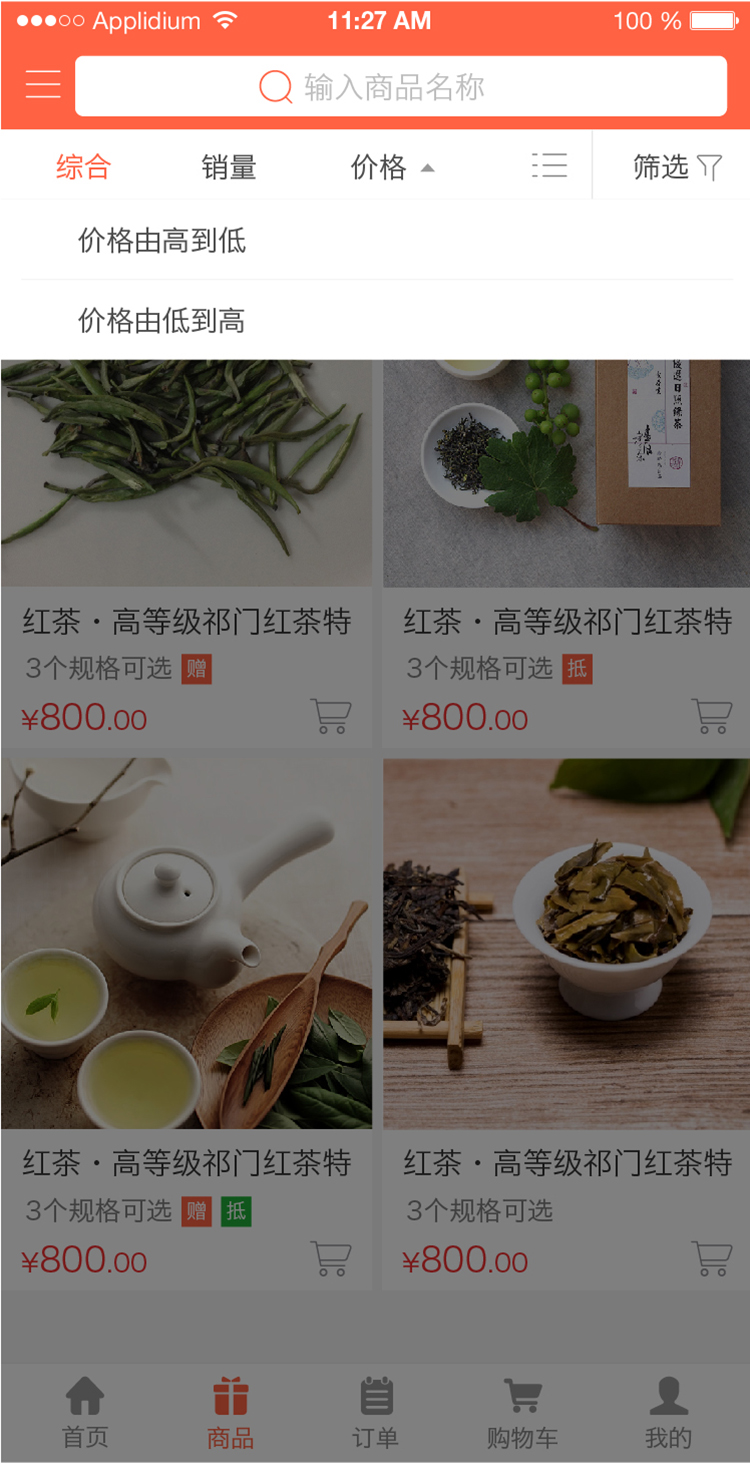 Applidium 11:27 AM 100 %
输入商品名称
综合 销量 价格 筛选
价格由高到低
价格由低到高
红茶·高等级祁门红茶特 红茶·高等级祁门红茶特
3个规格可选 赠 3个规格可选 抵
¥800.00 ¥800.00
红茶·高等级祁门红茶特 红茶·高等级祁门红茶特
3个规格可选 赠 抵 3个规格可选
¥800.00 ¥800.00
首页 商品 订单 购物车 我的